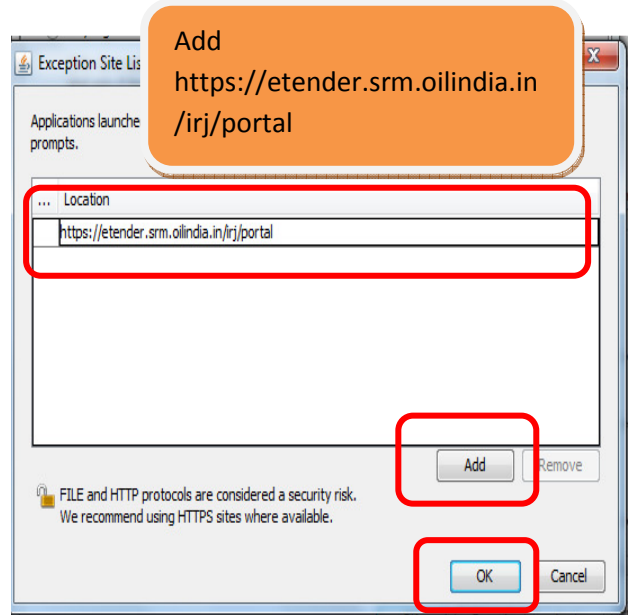 Add
https://etender.srm.oilindia.in
/irj/portal
Exception Site Lis
X
Applications launche
prompts.
... Location
https://etender.srm.oilindia.in/irj/portal
Add Remove
FILE and HTTP protocols are considered a security risk.
We recommend using HTTPS sites where available.
OK Cancel